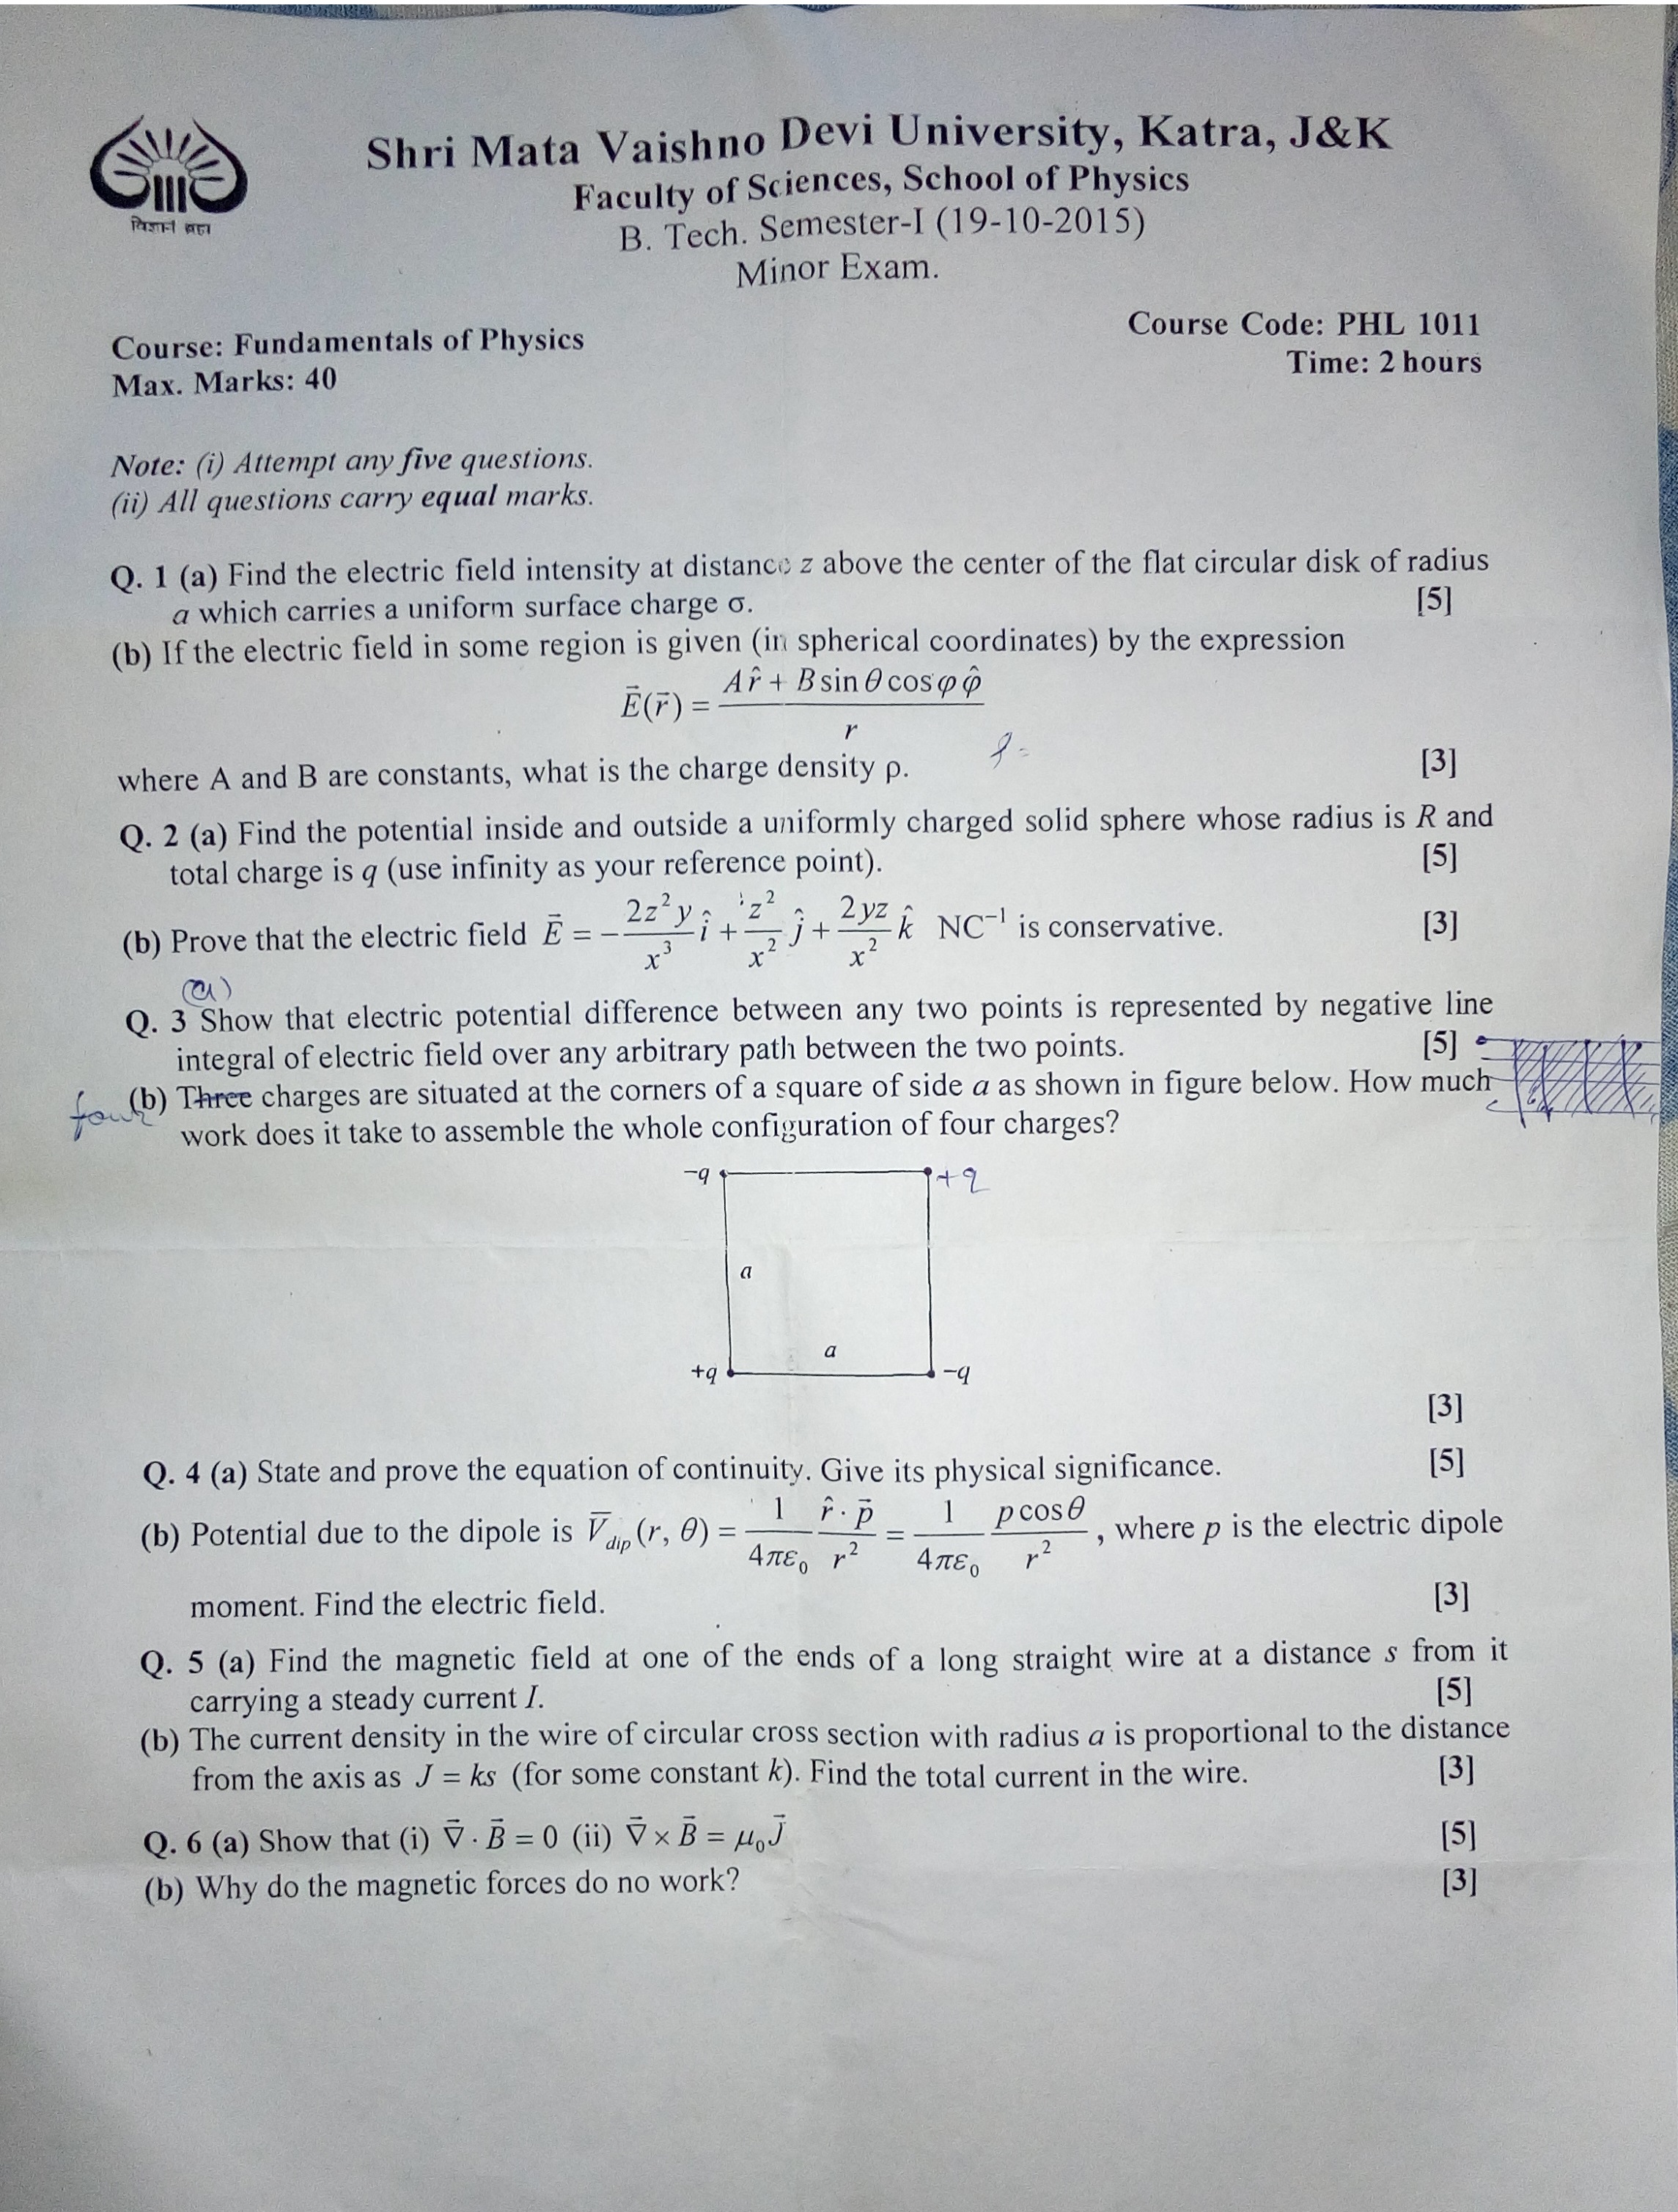 विज्ञानं ब्रह्म
Shri Mata Vaishno Devi University, Katra, J&K
Faculty of Sciences, School of Physics
B. Tech. Semester-I (19-10-2015)
Minor Exam.
Course: Fundamentals of Physics
Course Code: PHL 1011
Max. Marks: 40
Time: 2 hours
Note: (i) Attempt any five questions.
(ii) All questions carry equal marks.
Q. 1 (a) Find the electric field intensity at distance z above the center of the flat circular disk of radius
a which carries a uniform surface charge σ. [5]
(b) If the electric field in some region is given (in spherical coordinates) by the expression
$\vec{E}(\vec{r}) = \frac{A\hat{r} + B\sin\theta\cos\varphi\,\hat{\varphi}}{r}$
where A and B are constants, what is the charge density ρ. [3]
Q. 2 (a) Find the potential inside and outside a uniformly charged solid sphere whose radius is R and
total charge is q (use infinity as your reference point). [5]
(b) Prove that the electric field $\vec{E} = -\frac{2z^2y}{x^3}\hat{i} + \frac{z^2}{x^2}\hat{j} + \frac{2yz}{x^2}\hat{k}$ NC⁻¹ is conservative. [3]
(a)
Q. 3 Show that electric potential difference between any two points is represented by negative line
integral of electric field over any arbitrary path between the two points. [5]
four (b) Three charges are situated at the corners of a square of side a as shown in figure below. How much
work does it take to assemble the whole configuration of four charges?
−q +q
a
a
+q −q
[3]
Q. 4 (a) State and prove the equation of continuity. Give its physical significance. [5]
(b) Potential due to the dipole is $\overline{V}_{dip}(r, \theta) = \frac{1}{4\pi\varepsilon_0}\frac{\hat{r}\cdot\vec{p}}{r^2} = \frac{1}{4\pi\varepsilon_0}\frac{p\cos\theta}{r^2}$, where p is the electric dipole
moment. Find the electric field. [3]
Q. 5 (a) Find the magnetic field at one of the ends of a long straight wire at a distance s from it
carrying a steady current I. [5]
(b) The current density in the wire of circular cross section with radius a is proportional to the distance
from the axis as J = ks (for some constant k). Find the total current in the wire. [3]
Q. 6 (a) Show that (i) $\vec{\nabla}\cdot\vec{B} = 0$ (ii) $\vec{\nabla}\times\vec{B} = \mu_0\vec{J}$ [5]
(b) Why do the magnetic forces do no work? [3]